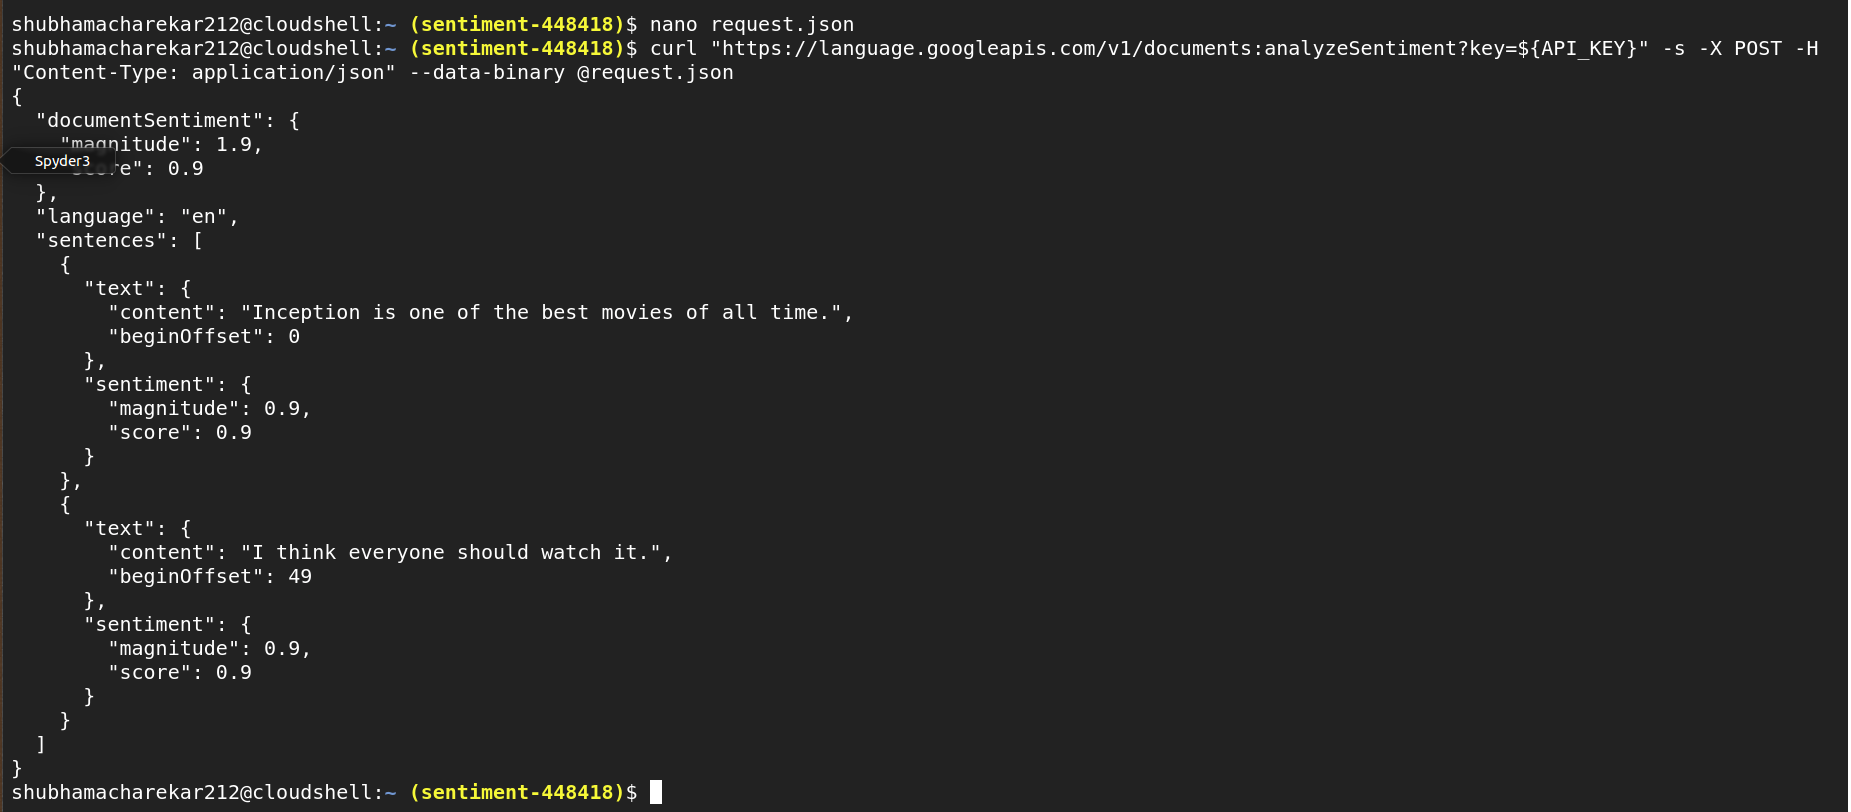 shubhamacharekar212@cloudshell:~ (sentiment-448418)$ nano request.json
shubhamacharekar212@cloudshell:~ (sentiment-448418)$ curl "https://language.googleapis.com/v1/documents:analyzeSentiment?key=${API_KEY}" -s -X POST -H
"Content-Type: application/json" --data-binary @request.json
{
  "documentSentiment": {
    "magnitude": 1.9,
Spyder3
    "score": 0.9
  },
  "language": "en",
  "sentences": [
    {
      "text": {
        "content": "Inception is one of the best movies of all time.",
        "beginOffset": 0
      },
      "sentiment": {
        "magnitude": 0.9,
        "score": 0.9
      }
    },
    {
      "text": {
        "content": "I think everyone should watch it.",
        "beginOffset": 49
      },
      "sentiment": {
        "magnitude": 0.9,
        "score": 0.9
      }
    }
  ]
}
shubhamacharekar212@cloudshell:~ (sentiment-448418)$